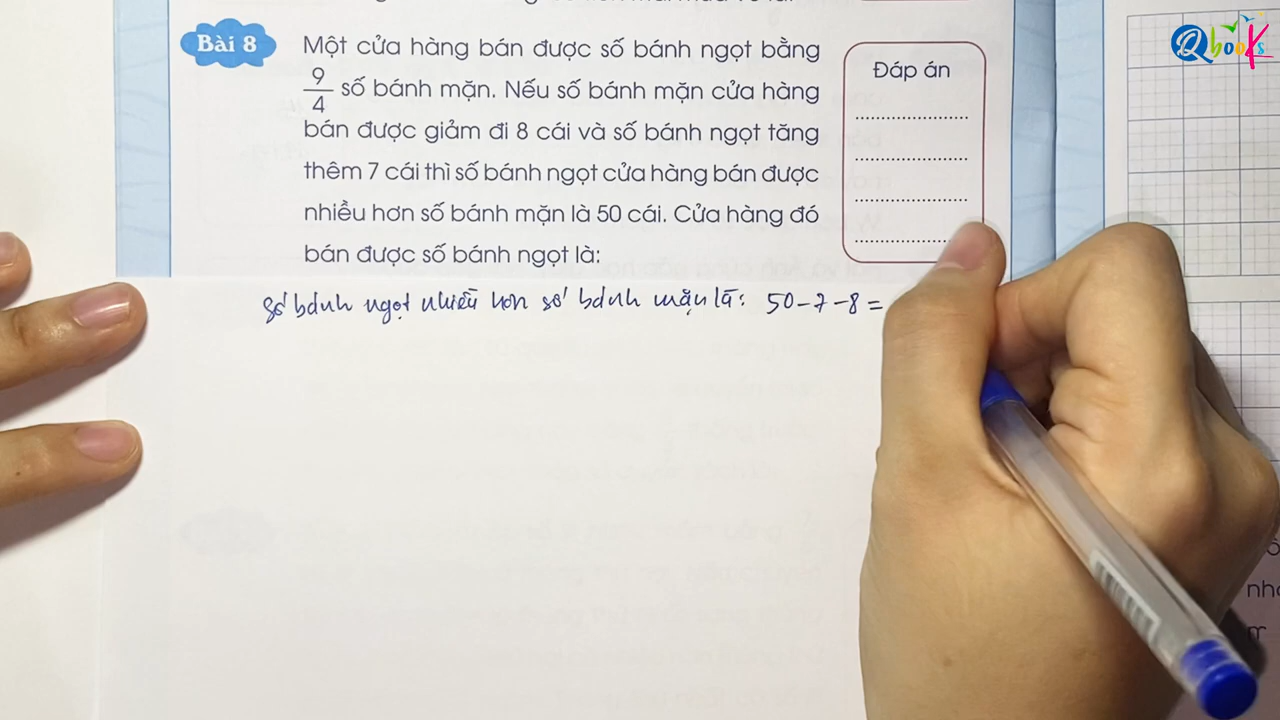 Qbooks
Bài 8
Một cửa hàng bán được số bánh ngọt bằng
9/4 số bánh mặn. Nếu số bánh mặn cửa hàng
bán được giảm đi 8 cái và số bánh ngọt tăng
thêm 7 cái thì số bánh ngọt cửa hàng bán được
nhiều hơn số bánh mặn là 50 cái. Cửa hàng đó
bán được số bánh ngọt là:
Đáp án
số bánh ngọt nhiều hơn số bánh mặn là: 50-7-8=